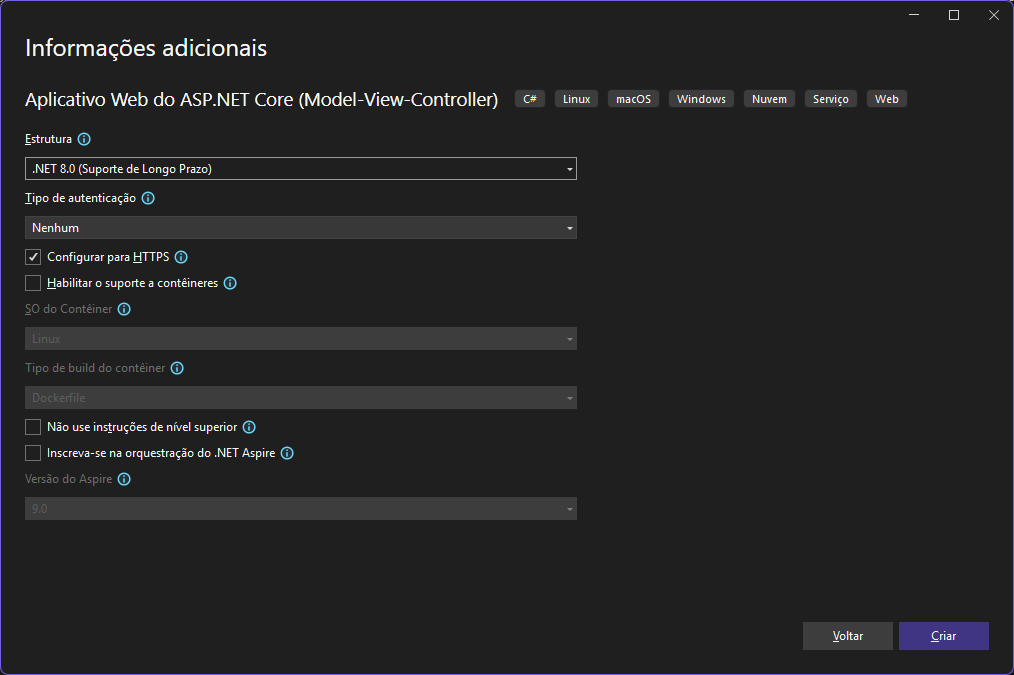 Informações adicionais
Aplicativo Web do ASP.NET Core (Model-View-Controller) C# Linux macOS Windows Nuvem Serviço Web
Estrutura
.NET 8.0 (Suporte de Longo Prazo)
Tipo de autenticação
Nenhum
Configurar para HTTPS
Habilitar o suporte a contêineres
SO do Contêiner
Linux
Tipo de build do contêiner
Dockerfile
Não use instruções de nível superior
Inscreva-se na orquestração do .NET Aspire
Versão do Aspire
9.0
Voltar Criar